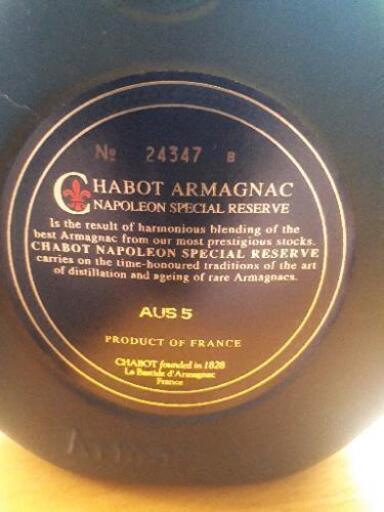 No 24347 B
CHABOT ARMAGNAC
NAPOLEON SPECIAL RESERVE
Is the result of harmonious blending of the
best Armagnac from our most prestigious stocks.
CHABOT NAPOLEON SPECIAL RESERVE
carries on the time-honoured traditions of the art
of distillation and ageing of rare Armagnacs.
AUS 5
PRODUCT OF FRANCE
CHABOT founded in 1828
La Bastide d'Armagnac
France